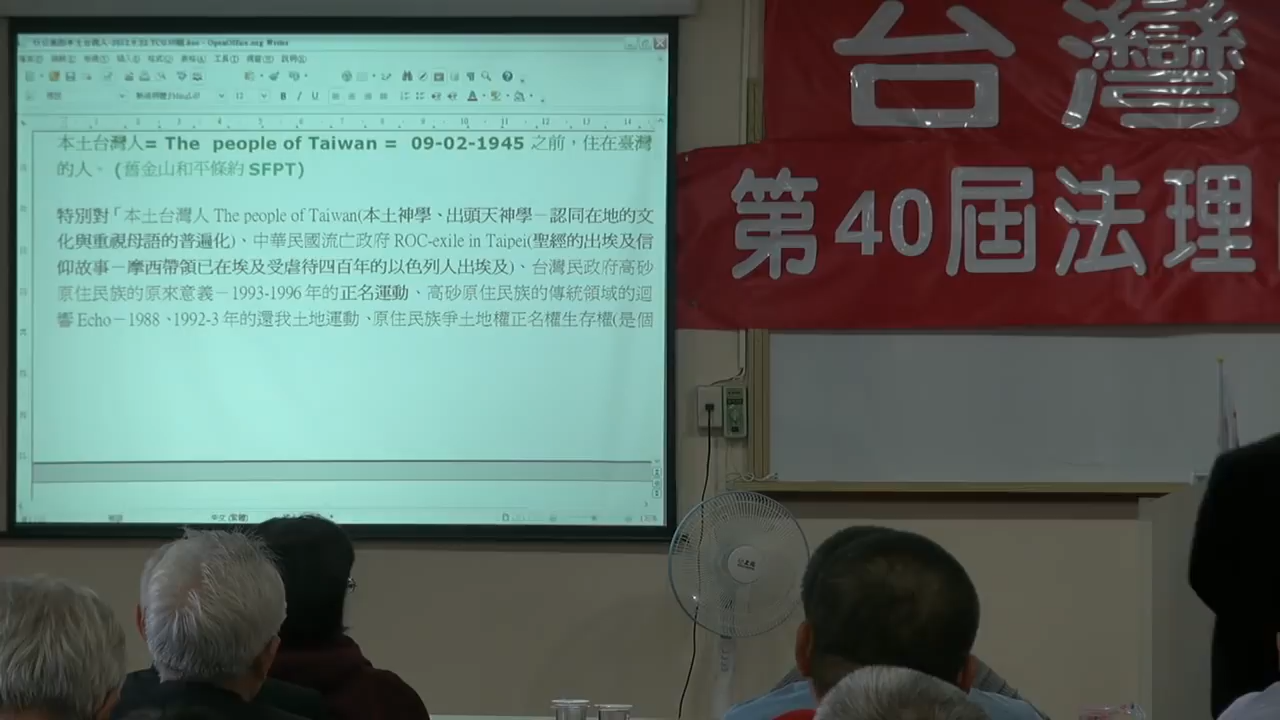 本土台灣人= The people of Taiwan = 09-02-1945 之前，住在臺灣
的人。 (舊金山和平條約 SFPT)
特別對「本土台灣人 The people of Taiwan(本土神學、出頭天神學－認同在地的文
化與重視母語的普遍化)、中華民國流亡政府 ROC-exile in Taipei(聖經的出埃及信
仰故事－摩西帶領已在埃及受虐待四百年的以色列人出埃及)、台灣民政府高砂
原住民族的原來意義－1993-1996 年的正名運動、高砂原住民族的傳統領域的迴
響 Echo－1988、1992-3 年的還我土地運動、原住民族爭土地權正名權生存權(是個
台灣
第40屆法理